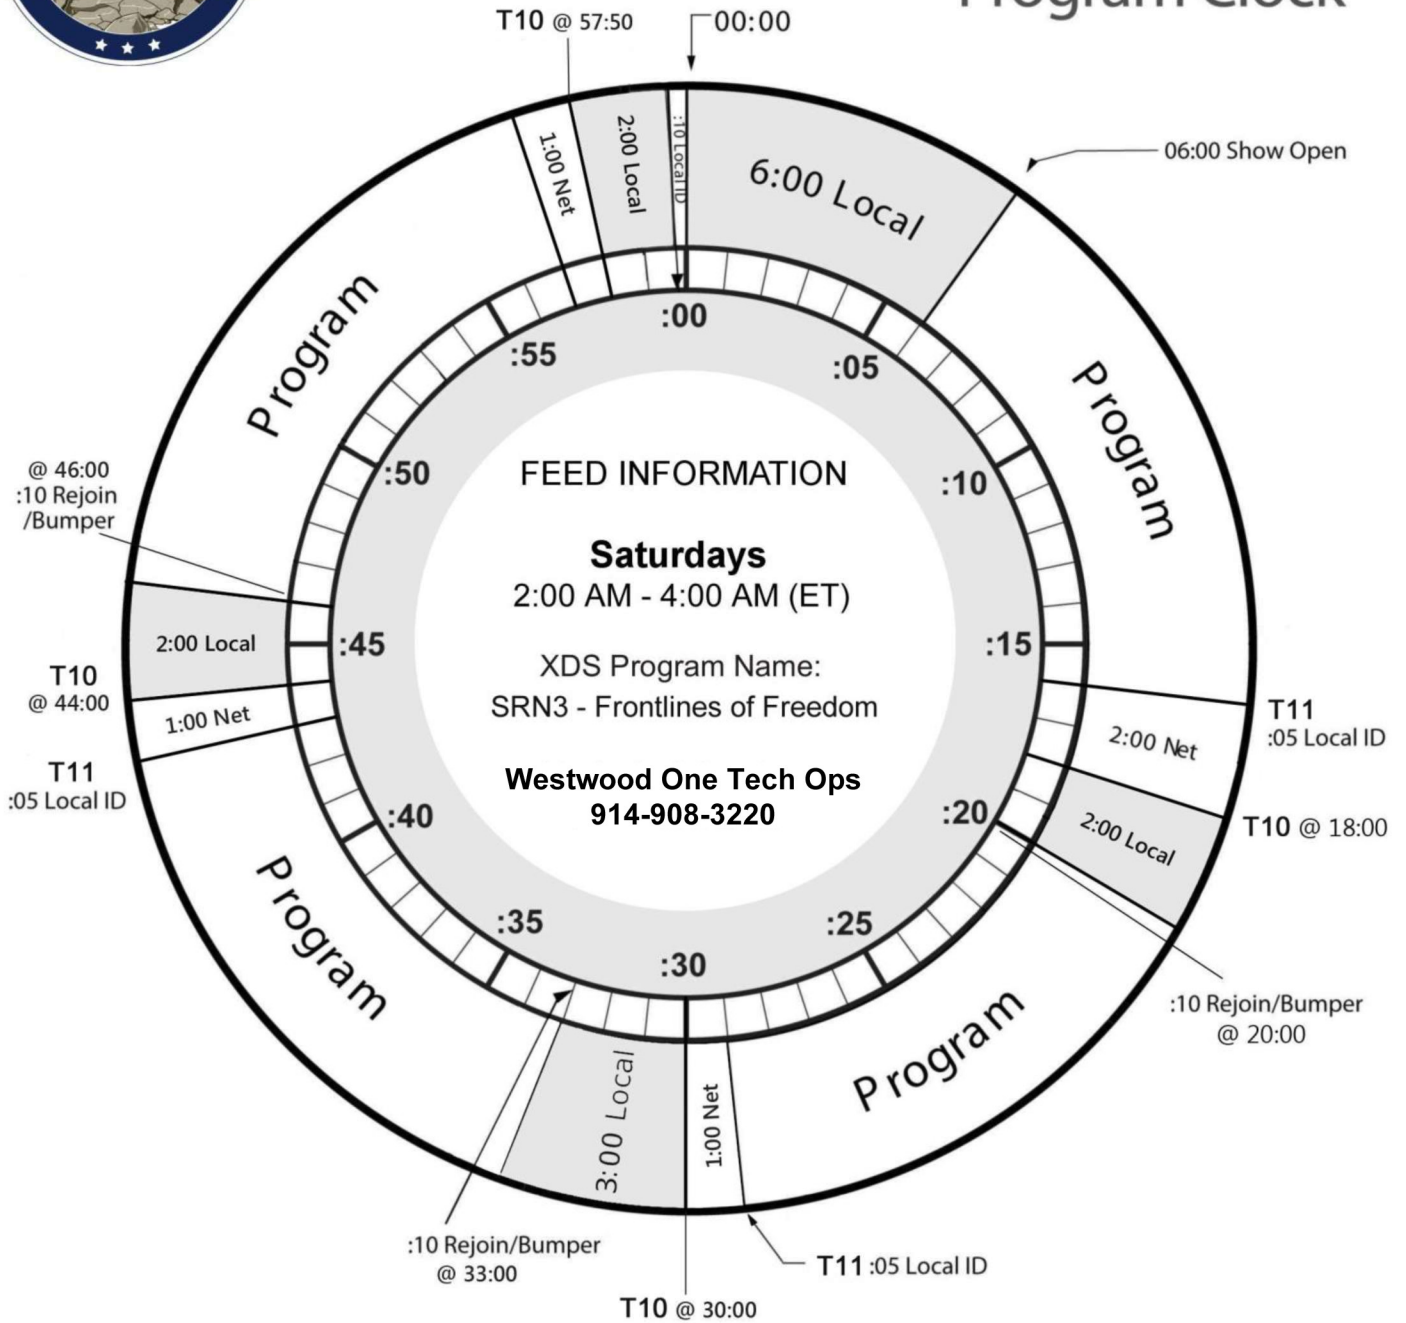 Program Clock
T10 @ 57:50
00:00
06:00 Show Open
1:00 Net
2:00 Local
:10 Local ID
6:00 Local
Program
Program
:00
:05
:10
:15
:20
:25
:30
:35
:40
:45
:50
:55
FEED INFORMATION
Saturdays
2:00 AM - 4:00 AM (ET)
XDS Program Name:
SRN3 - Frontlines of Freedom
Westwood One Tech Ops
914-908-3220
@ 46:00
:10 Rejoin
/Bumper
2:00 Local
T10
@ 44:00
1:00 Net
T11
:05 Local ID
T11
:05 Local ID
2:00 Net
2:00 Local
T10 @ 18:00
:10 Rejoin/Bumper
@ 20:00
Program
Program
3:00 Local
1:00 Net
:10 Rejoin/Bumper
@ 33:00
T11 :05 Local ID
T10 @ 30:00